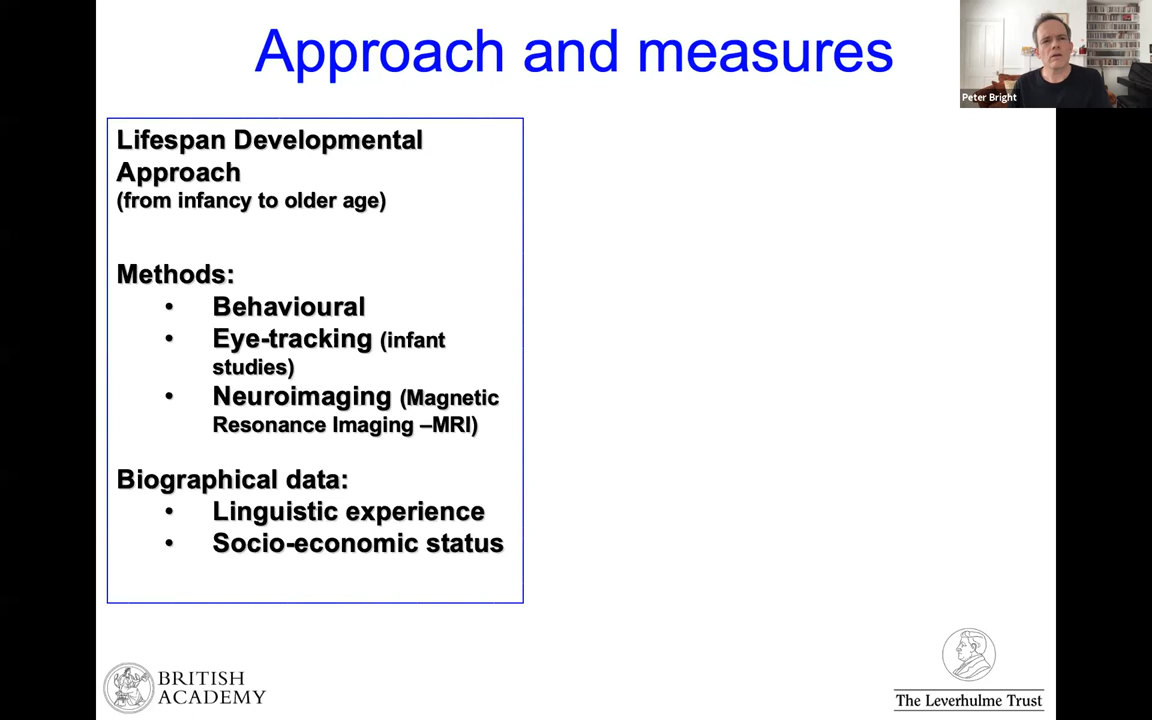 Approach and measures
Peter Bright
Lifespan Developmental
Approach
(from infancy to older age)
Methods:
• Behavioural
• Eye-tracking (infant
studies)
• Neuroimaging (Magnetic
Resonance Imaging –MRI)
Biographical data:
• Linguistic experience
• Socio-economic status
BRITISH
ACADEMY
The Leverhulme Trust